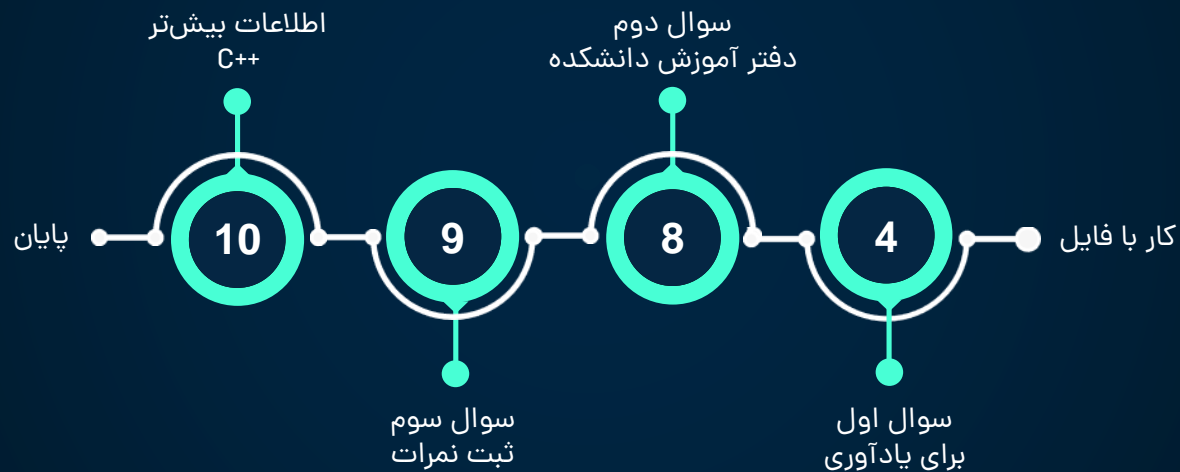 کار با فایل
4
سوال اول
برای یادآوری
8
سوال دوم
دفتر آموزش دانشکده
9
سوال سوم
ثبت نمرات
10
اطلاعات بیش‌تر
C++
پایان